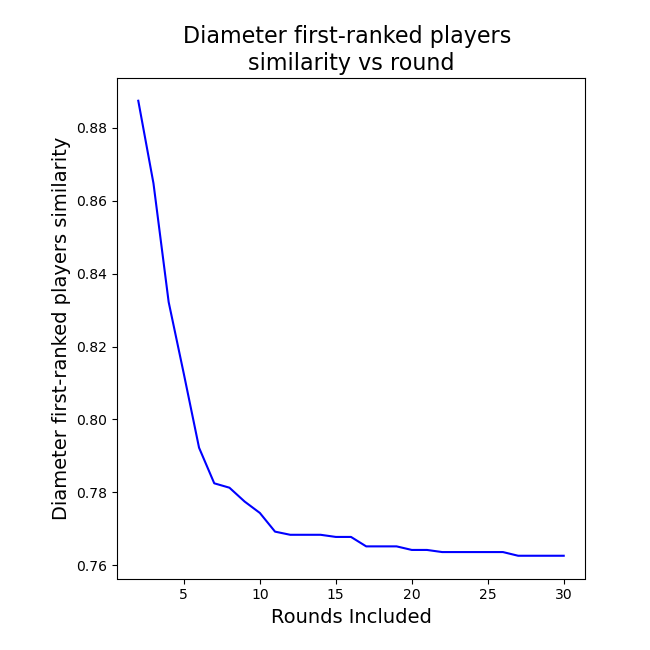 Diameter first-ranked players
similarity vs round
Diameter first-ranked players similarity
0.88
0.86
0.84
0.82
0.80
0.78
0.76
5 10 15 20 25 30
Rounds Included